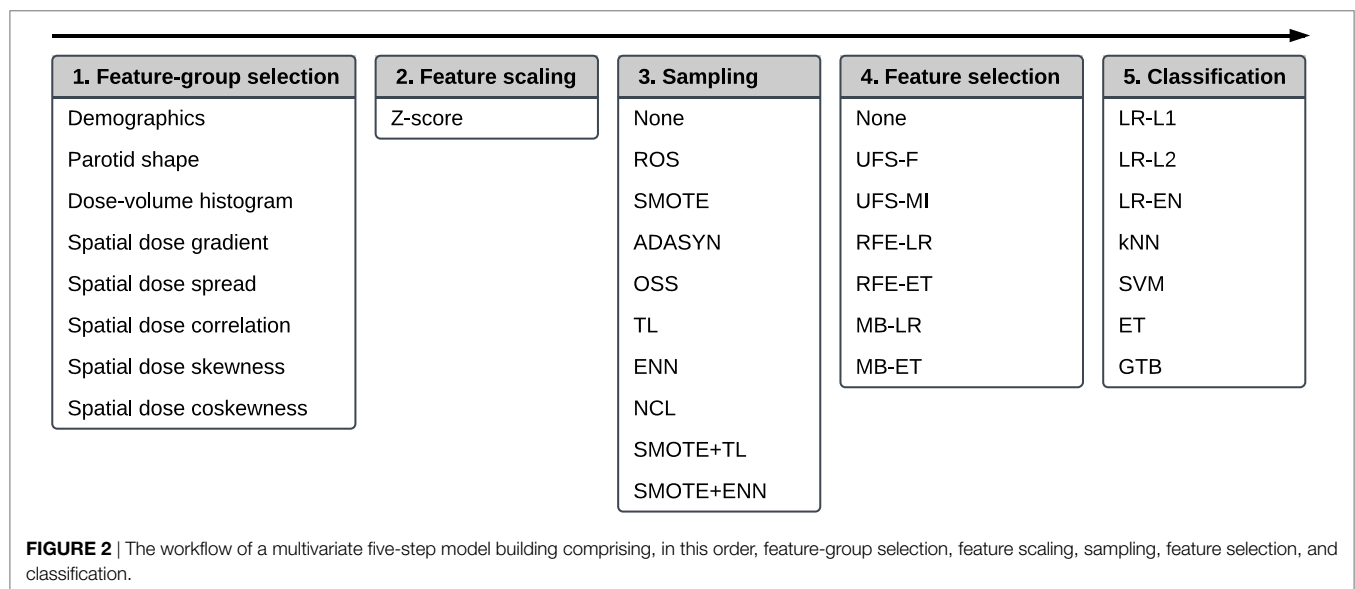 1. Feature-group selection
Demographics
Parotid shape
Dose-volume histogram
Spatial dose gradient
Spatial dose spread
Spatial dose correlation
Spatial dose skewness
Spatial dose coskewness
2. Feature scaling
Z-score
3. Sampling
None
ROS
SMOTE
ADASYN
OSS
TL
ENN
NCL
SMOTE+TL
SMOTE+ENN
4. Feature selection
None
UFS-F
UFS-MI
RFE-LR
RFE-ET
MB-LR
MB-ET
5. Classification
LR-L1
LR-L2
LR-EN
kNN
SVM
ET
GTB
FIGURE 2 | The workflow of a multivariate five-step model building comprising, in this order, feature-group selection, feature scaling, sampling, feature selection, and
classification.